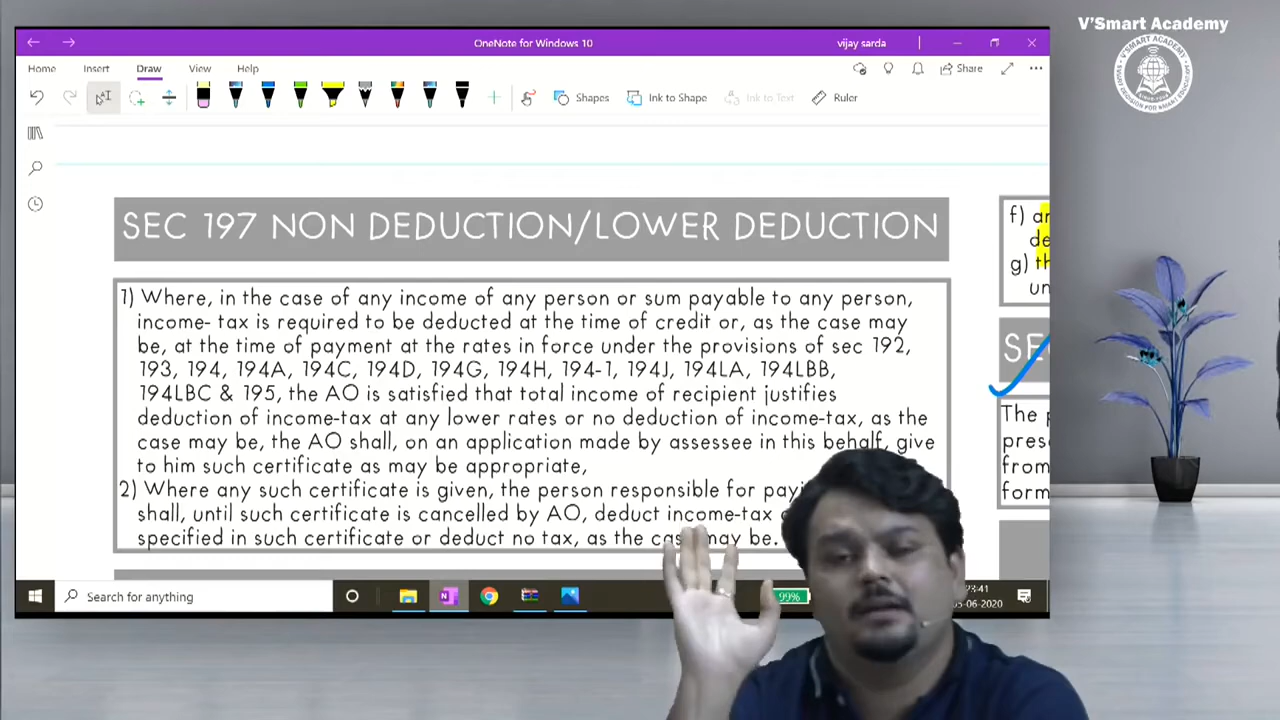 V'Smart Academy
OneNote for Windows 10
vijay sarda
Home Insert Draw View Help
Share
Shapes Ink to Shape Ink to Text Ruler
SEC 197 NON DEDUCTION/LOWER DEDUCTION
1) Where, in the case of any income of any person or sum payable to any person,
income- tax is required to be deducted at the time of credit or, as the case may
be, at the time of payment at the rates in force under the provisions of sec 192,
193, 194, 194A, 194C, 194D, 194G, 194H, 194-1, 194J, 194LA, 194LBB,
194LBC & 195, the AO is satisfied that total income of recipient justifies
deduction of income-tax at any lower rates or no deduction of income-tax, as the
case may be, the AO shall, on an application made by assessee in this behalf, give
to him such certificate as may be appropriate,
2) Where any such certificate is given, the person responsible for
shall, until such certificate is cancelled by AO, deduct income-tax
specified in such certificate or deduct no tax, as the may be.
f)
g)
SE
The
from
form
Search for anything
99%
23:41
-06-2020